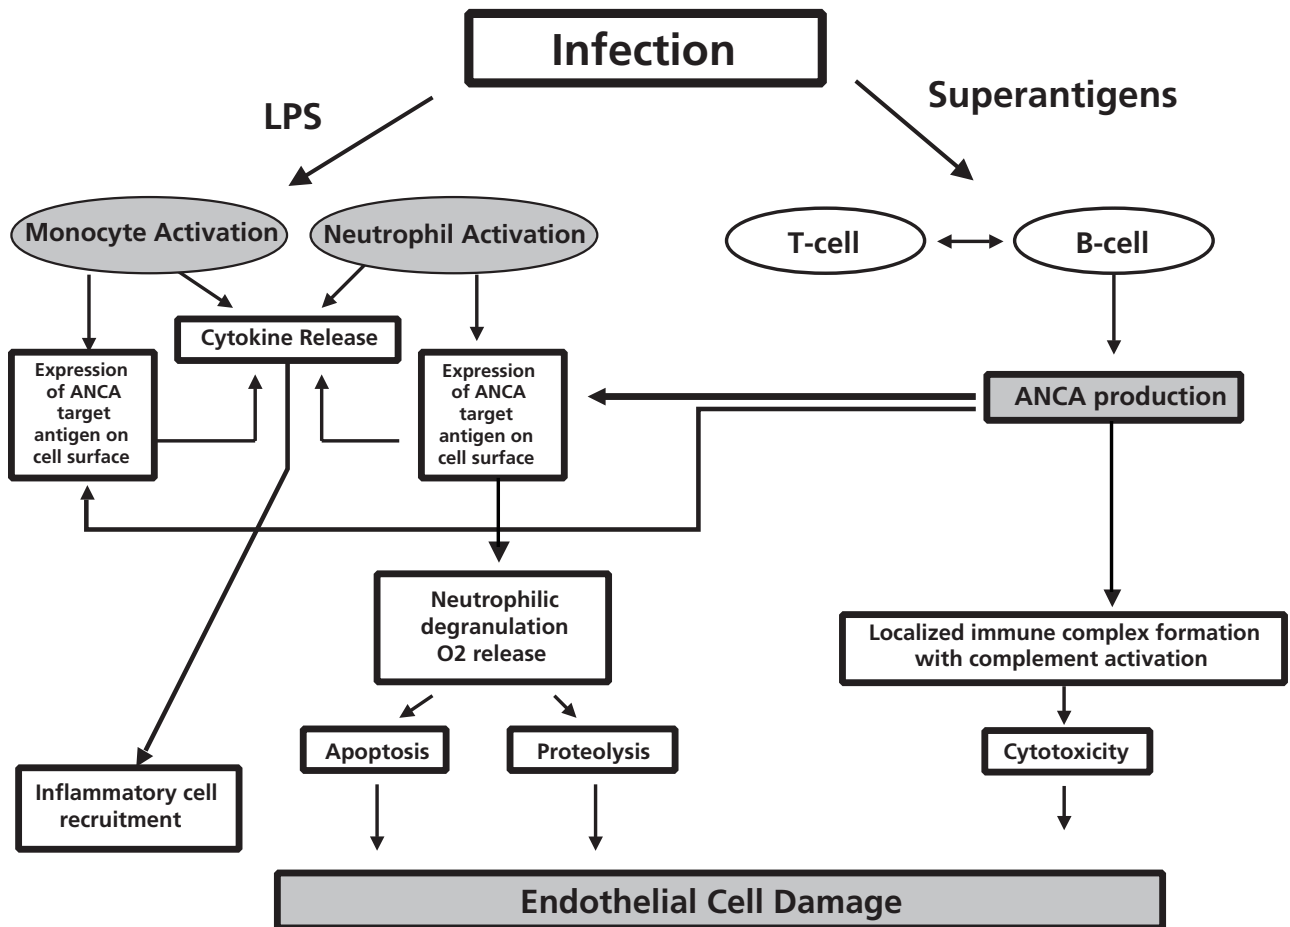 Infection
LPS
Superantigens
Monocyte Activation
Neutrophil Activation
T-cell
B-cell
Cytokine Release
Expression
of ANCA
target
antigen on
cell surface
Expression
of ANCA
target
antigen on
cell surface
ANCA production
Neutrophilic
degranulation
O2 release
Localized immune complex formation
with complement activation
Apoptosis
Proteolysis
Cytotoxicity
Inflammatory cell
recruitment
Endothelial Cell Damage